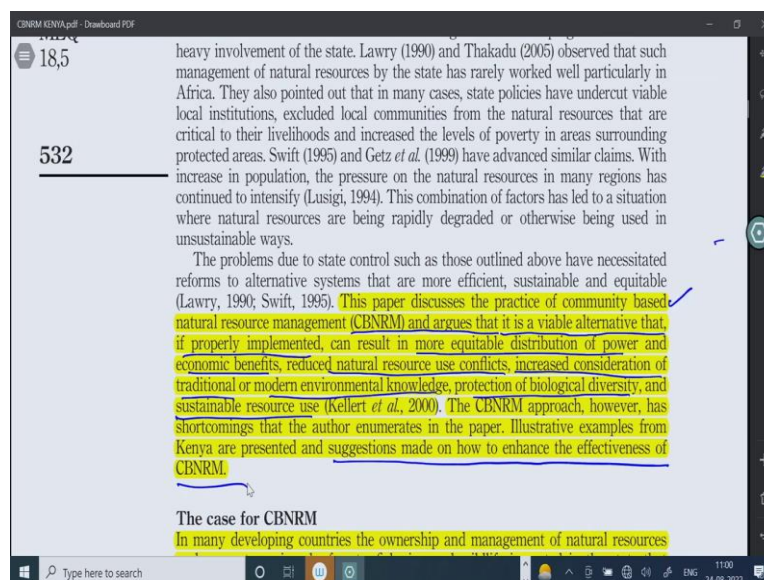 CBNRM KENYA.pdf - Drawboard PDF
18,5
532
heavy involvement of the state. Lawry (1990) and Thakadu (2005) observed that such
management of natural resources by the state has rarely worked well particularly in
Africa. They also pointed out that in many cases, state policies have undercut viable
local institutions, excluded local communities from the natural resources that are
critical to their livelihoods and increased the levels of poverty in areas surrounding
protected areas. Swift (1995) and Getz et al. (1999) have advanced similar claims. With
increase in population, the pressure on the natural resources in many regions has
continued to intensify (Lusigi, 1994). This combination of factors has led to a situation
where natural resources are being rapidly degraded or otherwise being used in
unsustainable ways.
The problems due to state control such as those outlined above have necessitated
reforms to alternative systems that are more efficient, sustainable and equitable
(Lawry, 1990; Swift, 1995). This paper discusses the practice of community based
natural resource management (CBNRM) and argues that it is a viable alternative that,
if properly implemented, can result in more equitable distribution of power and
economic benefits, reduced natural resource use conflicts, increased consideration of
traditional or modern environmental knowledge, protection of biological diversity, and
sustainable resource use (Kellert et al., 2000). The CBNRM approach, however, has
shortcomings that the author enumerates in the paper. Illustrative examples from
Kenya are presented and suggestions made on how to enhance the effectiveness of
CBNRM.
The case for CBNRM
In many developing countries the ownership and management of natural resources
Type here to search
ENG
11:00